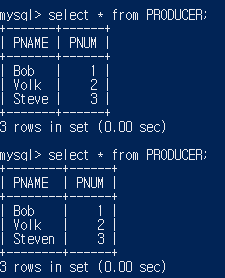 mysql> select * from PRODUCER;
+-------+------+
| PNAME | PNUM |
+-------+------+
| Bob   |    1 |
| Volk  |    2 |
| Steve |    3 |
+-------+------+
3 rows in set (0.00 sec)
mysql> select * from PRODUCER;
+--------+------+
| PNAME  | PNUM |
+--------+------+
| Bob    |    1 |
| Volk   |    2 |
| Steven |    3 |
+--------+------+
3 rows in set (0.00 sec)